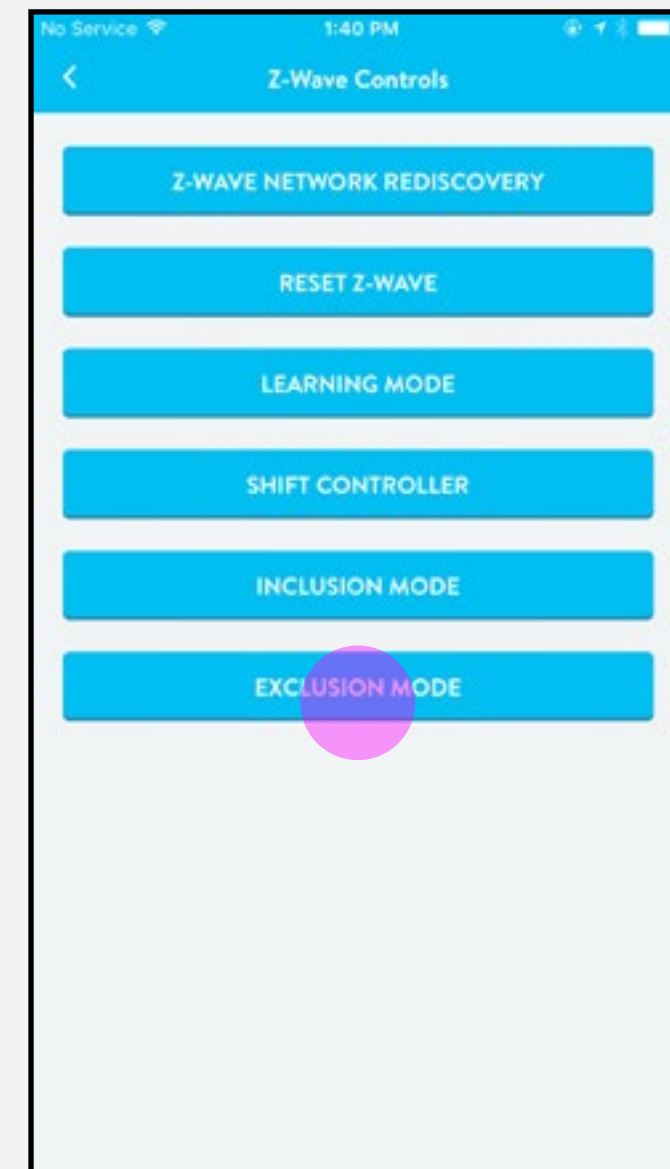 No Service 1:40 PM
Z-Wave Controls
Z-WAVE NETWORK REDISCOVERY
RESET Z-WAVE
LEARNING MODE
SHIFT CONTROLLER
INCLUSION MODE
EXCLUSION MODE